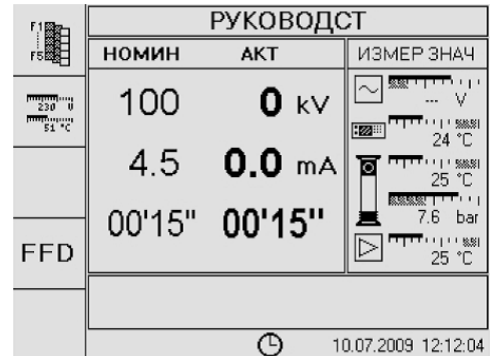 F1
F5
РУКОВОДСТ
НОМИН АКТ ИЗМЕР ЗНАЧ
230 U
51 °C
100 0 kV
--- V
24 °C
4.5 0.0 mA
25 °C
00'15" 00'15"
7.6 bar
FFD
25 °C
10.07.2009 12:12:04